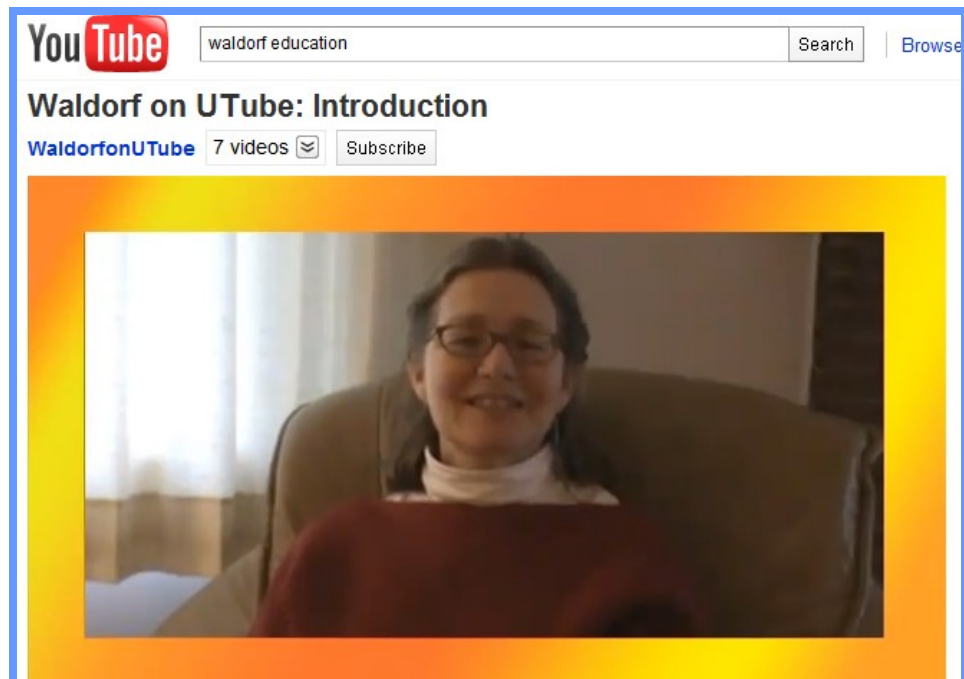 YouTube waldorf education Search Browse
Waldorf on UTube: Introduction
WaldorfonUTube 7 videos Subscribe